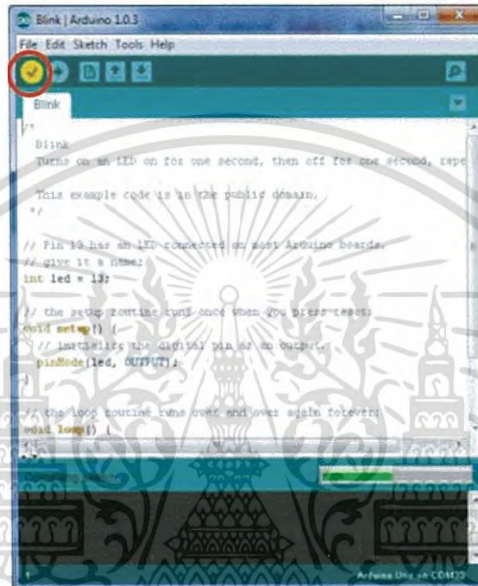 Blink | Arduino 1.0.3
File Edit Sketch Tools Help
Blink
/*
Blink
Turns on an LED on for one second, then off for one second, repe
This example code is in the public domain.
*/
// Pin 13 has an LED connected on most Arduino boards.
// give it a name:
int led = 13;
// the setup routine runs once when you press reset:
void setup() {
// initialize the digital pin as an output.
pinMode(led, OUTPUT);
}
// the loop routine runs over and over again forever:
void loop() {
1
Arduino Uno on